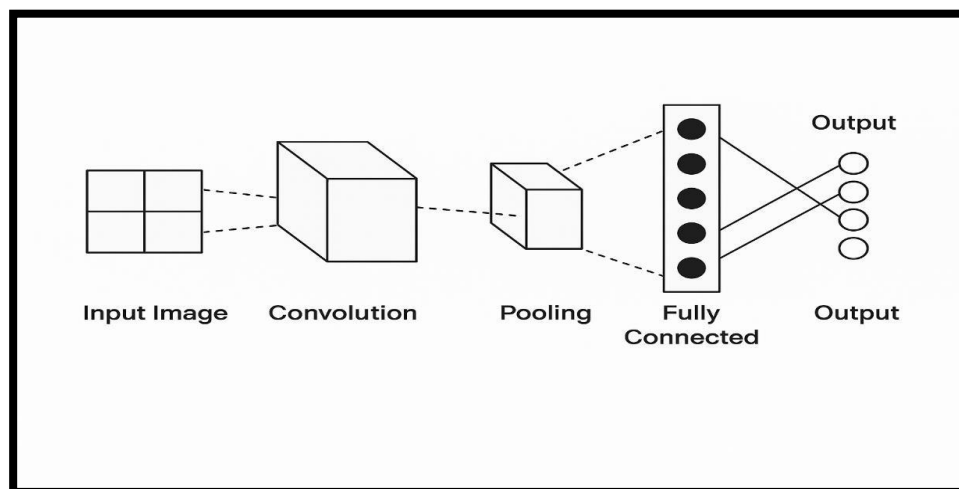 Output
Input Image
Convolution
Pooling
Fully
Connected
Output